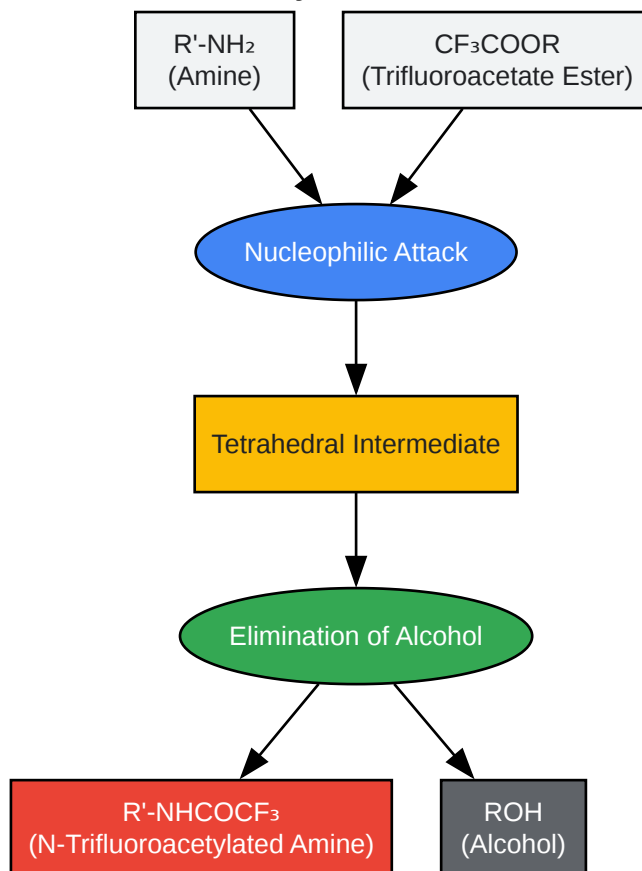 R'-NH₂
(Amine)
CF₃COOR
(Trifluoroacetate Ester)
Nucleophilic Attack
Tetrahedral Intermediate
Elimination of Alcohol
R'-NHCOCF₃
(N-Trifluoroacetylated Amine)
ROH
(Alcohol)